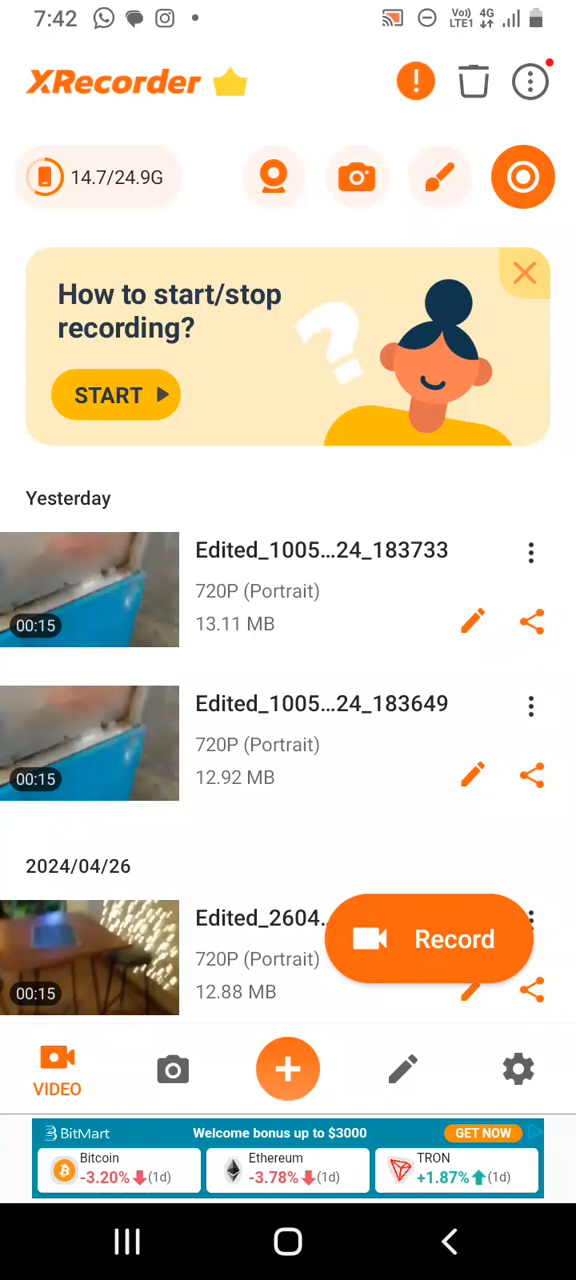 7:42
Vo)) LTE1 4G
XRecorder
14.7/24.9G
How to start/stop
recording?
START
Yesterday
Edited_1005...24_183733
720P (Portrait)
13.11 MB
00:15
Edited_1005...24_183649
720P (Portrait)
12.92 MB
00:15
2024/04/26
Edited_2604.
720P (Portrait)
12.88 MB
00:15
Record
VIDEO
BitMart Welcome bonus up to $3000 GET NOW
Bitcoin
-3.20% (1d)
Ethereum
-3.78% (1d)
TRON
+1.87% (1d)